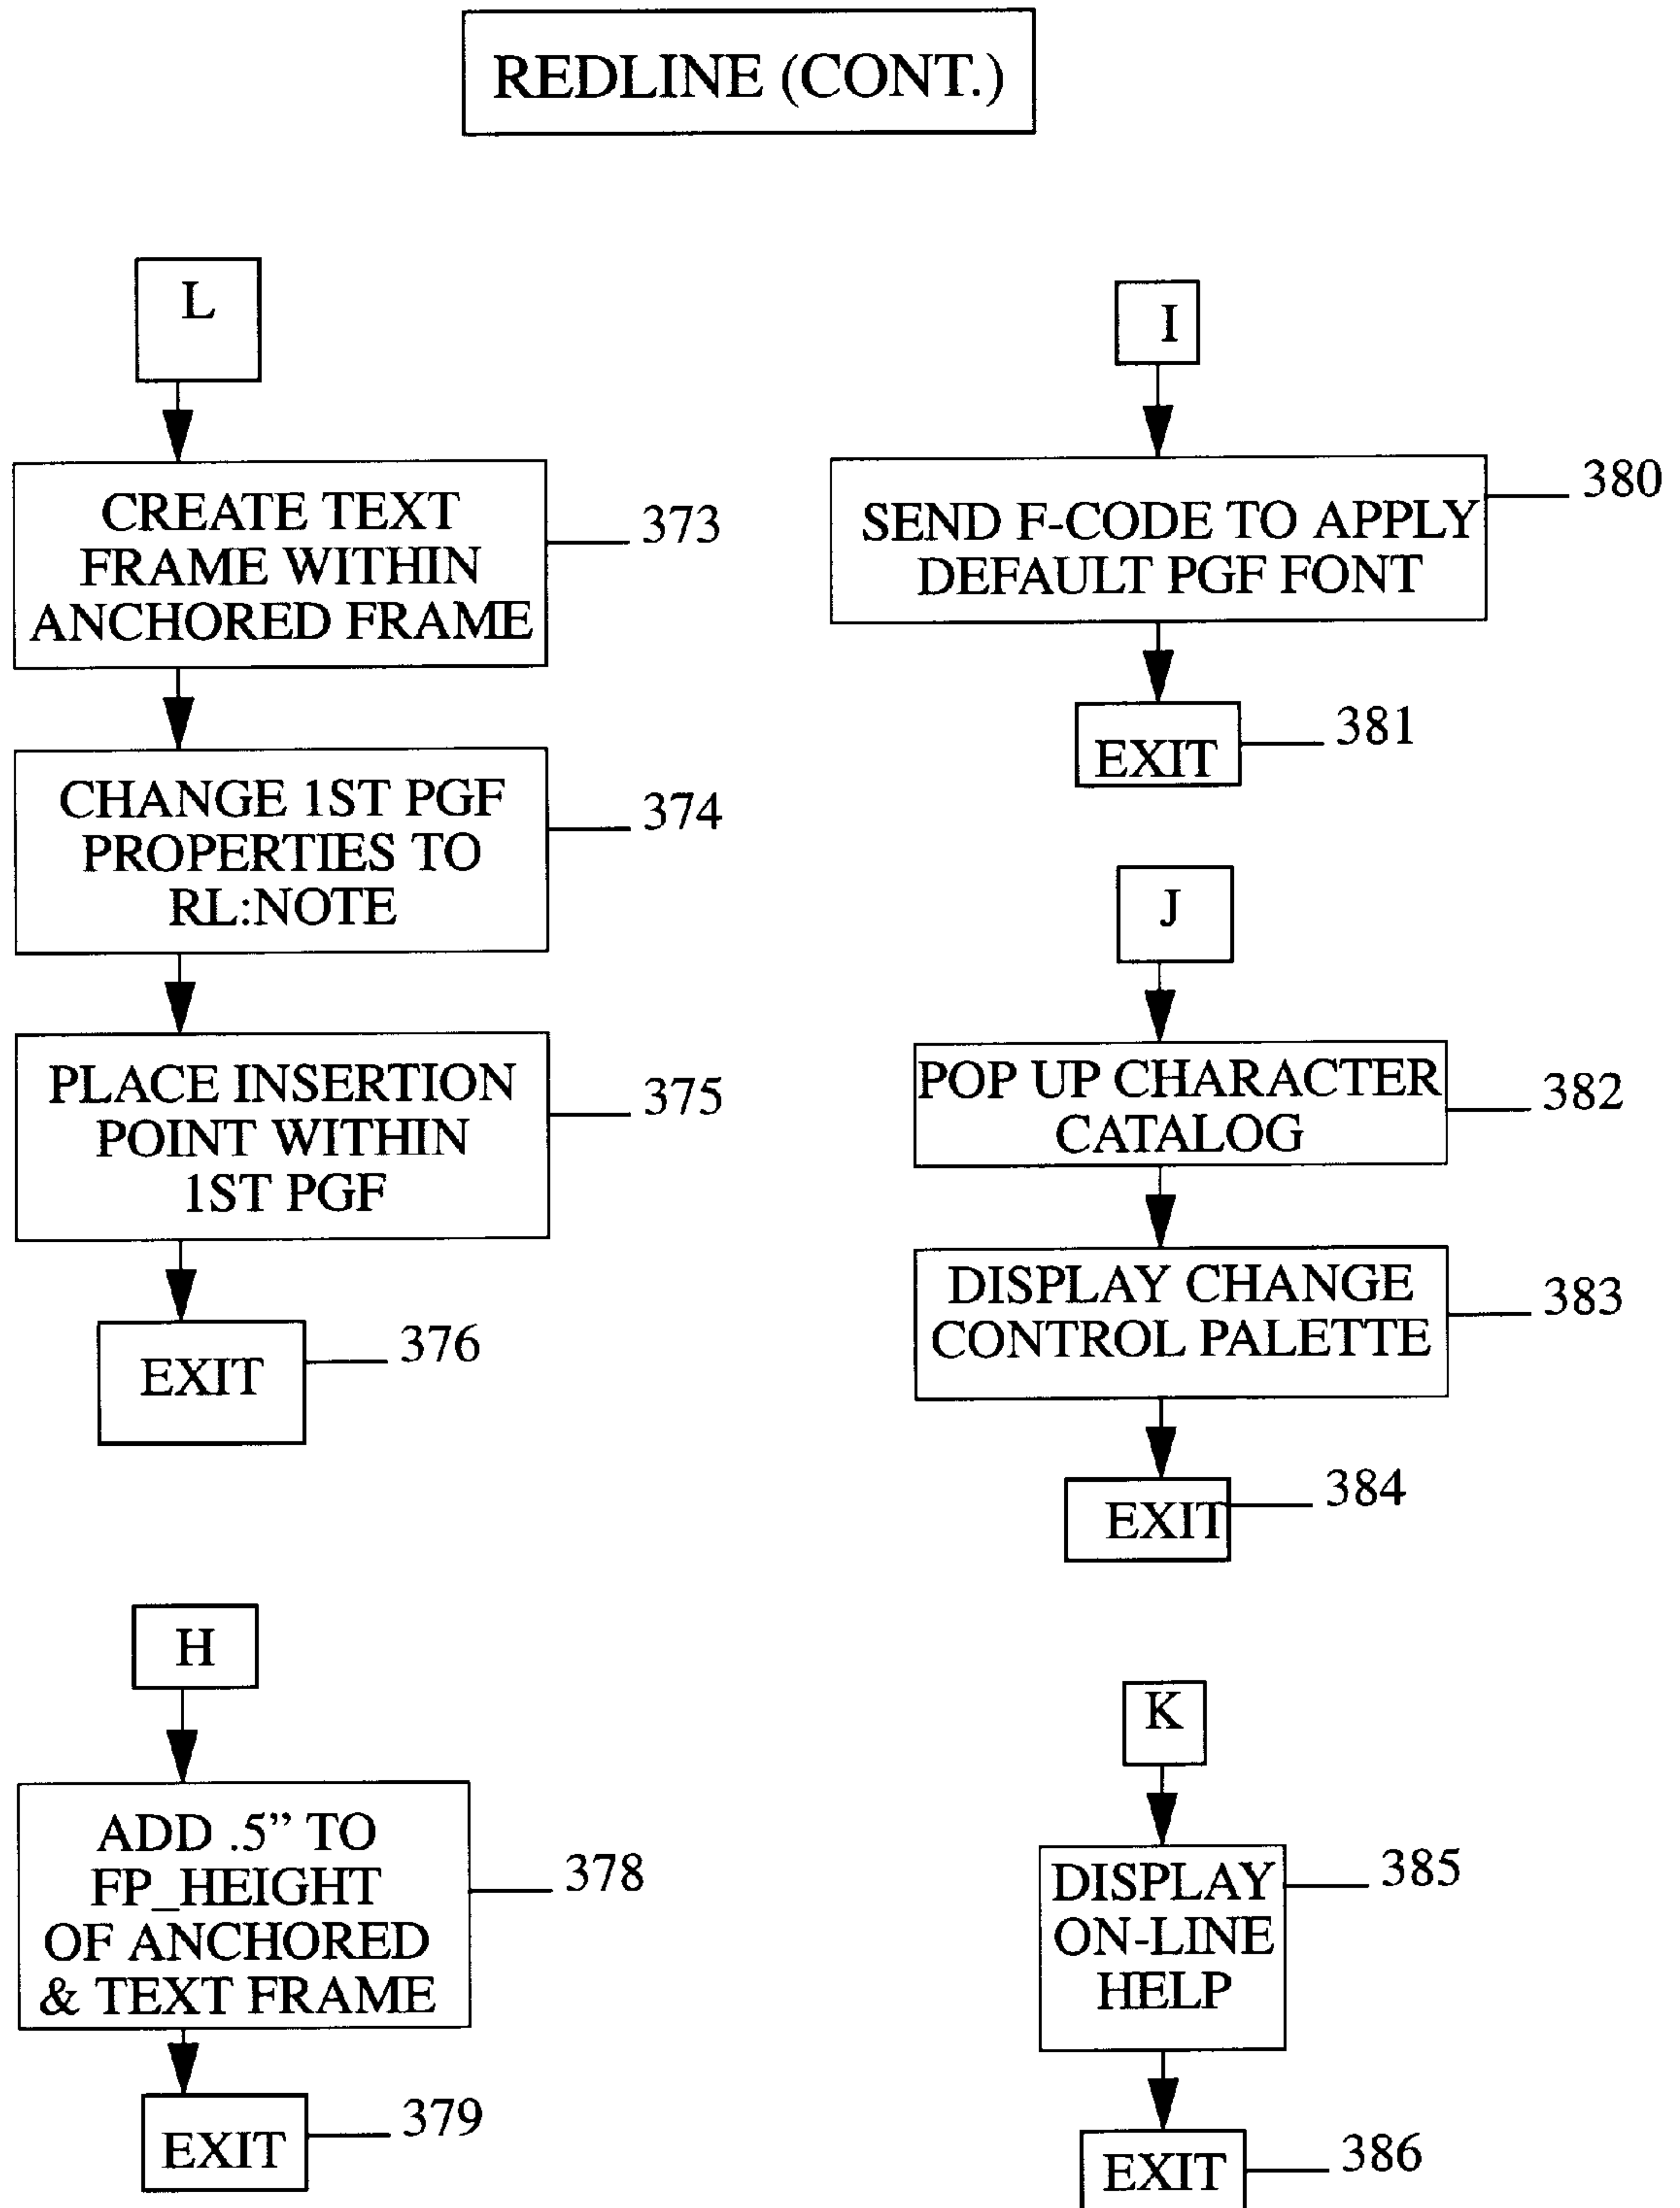 REDLINE (CONT.)
L
CREATE TEXT
FRAME WITHIN
ANCHORED FRAME
373
CHANGE 1ST PGF
PROPERTIES TO
RL:NOTE
374
PLACE INSERTION
POINT WITHIN
1ST PGF
375
EXIT
376
H
ADD .5” TO
FP_HEIGHT
OF ANCHORED
& TEXT FRAME
378
EXIT
379
I
SEND F-CODE TO APPLY
DEFAULT PGF FONT
380
EXIT
381
J
POP UP CHARACTER
CATALOG
382
DISPLAY CHANGE
CONTROL PALETTE
383
EXIT
384
K
DISPLAY
ON-LINE
HELP
385
EXIT
386